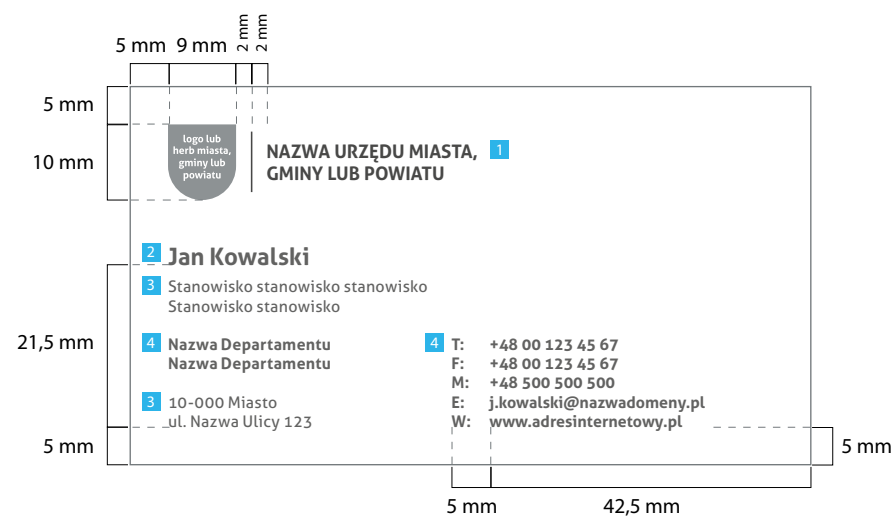 5 mm 9 mm 2 mm 2 mm
5 mm
10 mm
logo lub
herb miasta,
gminy lub
powiatu
NAZWA URZĘDU MIASTA, 1
GMINY LUB POWIATU
2 Jan Kowalski
3 Stanowisko stanowisko stanowisko
Stanowisko stanowisko
21,5 mm
4 Nazwa Departamentu
Nazwa Departamentu
3 10-000 Miasto
ul. Nazwa Ulicy 123
4 T: +48 00 123 45 67
F: +48 00 123 45 67
M: +48 500 500 500
E: j.kowalski@nazwadomeny.pl
W: www.adresinternetowy.pl
5 mm
5 mm
5 mm 42,5 mm